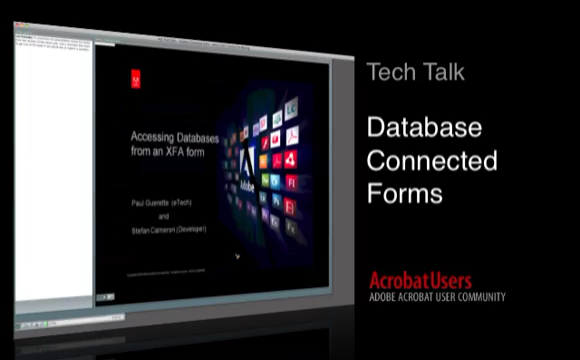 Tech Talk
Database
Connected
Forms
AcrobatUsers
ADOBE ACROBAT USER COMMUNITY
Accessing Databases
from an XFA form
Paul Guerette (eTech)
and
Stefan Cameron (Developer)
Adobe